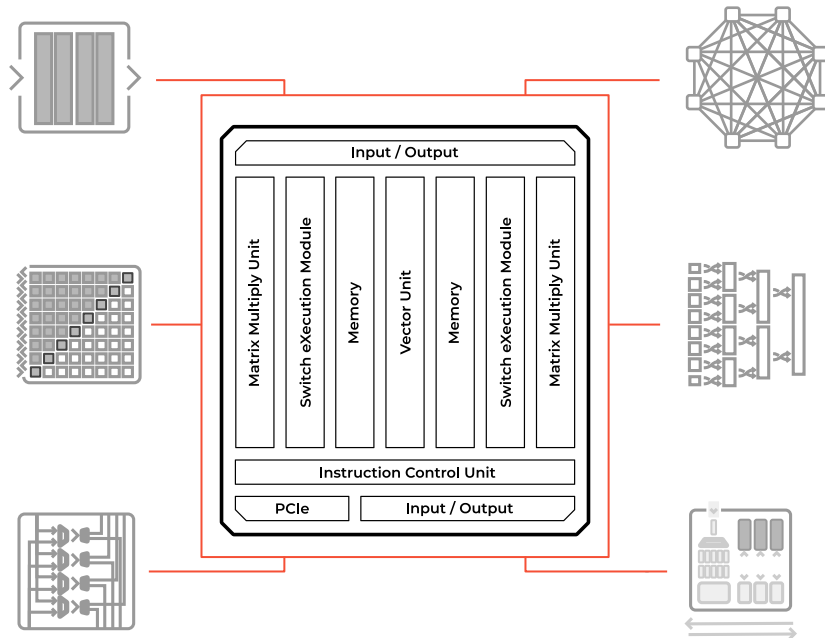 Input / Output
Matrix Multiply Unit
Switch eXecution Module
Memory
Vector Unit
Memory
Switch eXecution Module
Matrix Multiply Unit
Instruction Control Unit
PCIe
Input / Output